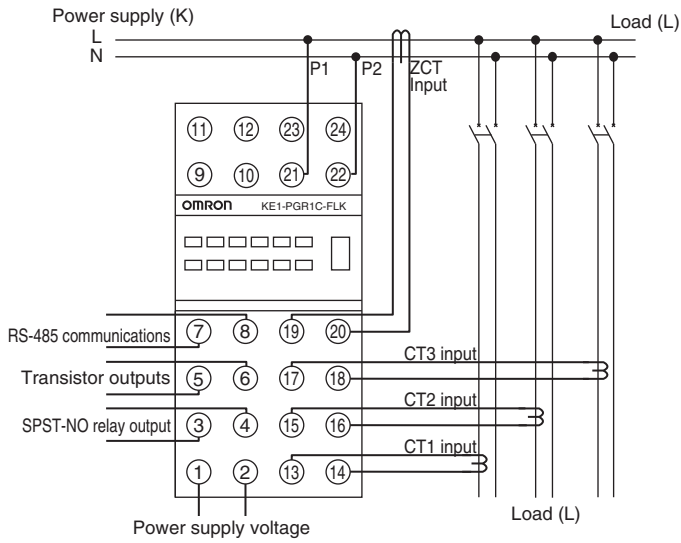 Power supply (K)
Load (L)
L
N
P1
P2
ZCT
Input
11 12 23 24
9 10 21 22
OMRON KE1-PGR1C-FLK
RS-485 communications
7 8 19 20
CT3 input
Transistor outputs
5 6 17 18
CT2 input
SPST-NO relay output
3 4 15 16
CT1 input
1 2 13 14
Load (L)
Power supply voltage